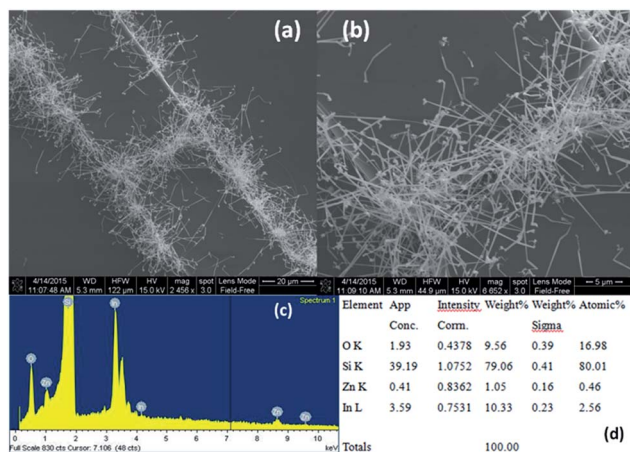 (a)
(b)
4/14/2015 WD HFW HV mag spot Lens Mode 20 µm
11:07:48 AM 5.3 mm 122 µm 15.0 kV 2 456 x 3.0 Field-Free
4/14/2015 WD HFW HV mag spot Lens Mode 5 µm
11:09:10 AM 5.3 mm 44.9 µm 15.0 kV 6 652 x 3.0 Field-Free
(c)
Spectrum 1
0 1 2 3 4 5 6 7 8 9 10
Full Scale 830 cts Cursor: 7.106 (48 cts) keV
Element App Intensity Weight% Weight% Atomic%
Conc. Corrn. Sigma
O K 1.93 0.4378 9.56 0.39 16.98
Si K 39.19 1.0752 79.06 0.41 80.01
Zn K 0.41 0.8362 1.05 0.16 0.46
In L 3.59 0.7531 10.33 0.23 2.56
(d)
Totals 100.00